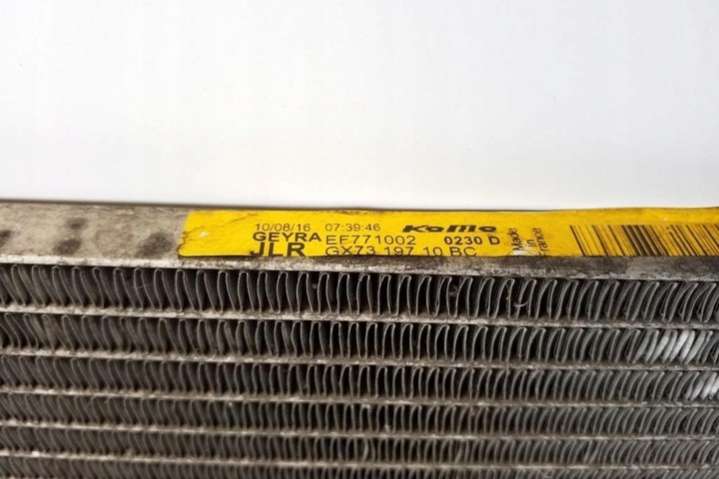 10/08/16 07:39:46
GEYRA EF771002 0230 D
JLR GX73 197 10 BC
Made
in
France